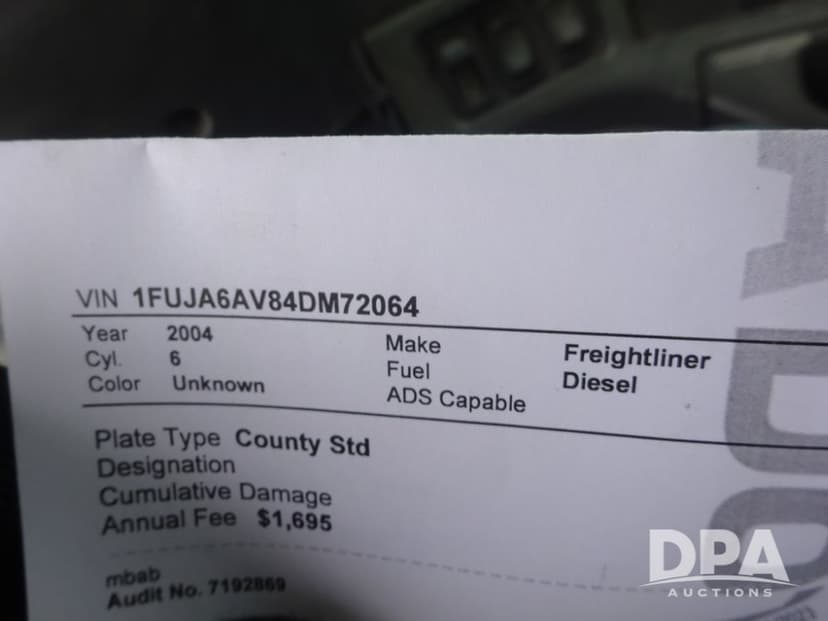 VIN 1FUJA6AV84DM72064
Year 2004 Make Freightliner
Cyl. 6 Fuel Diesel
Color Unknown ADS Capable
Plate Type County Std
Designation
Cumulative Damage
Annual Fee $1,695
mbab
Audit No. 7192869
DPA
AUCTIONS